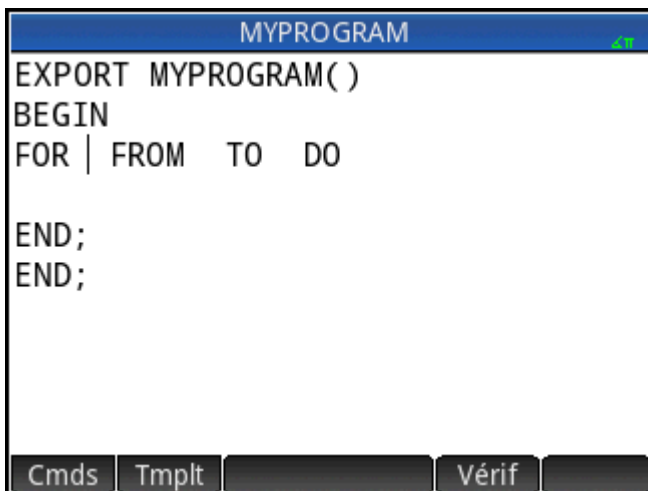 MYPROGRAM
∠π
EXPORT MYPROGRAM()
BEGIN
FOR FROM TO DO
END;
END;
Cmds Tmplt Vérif